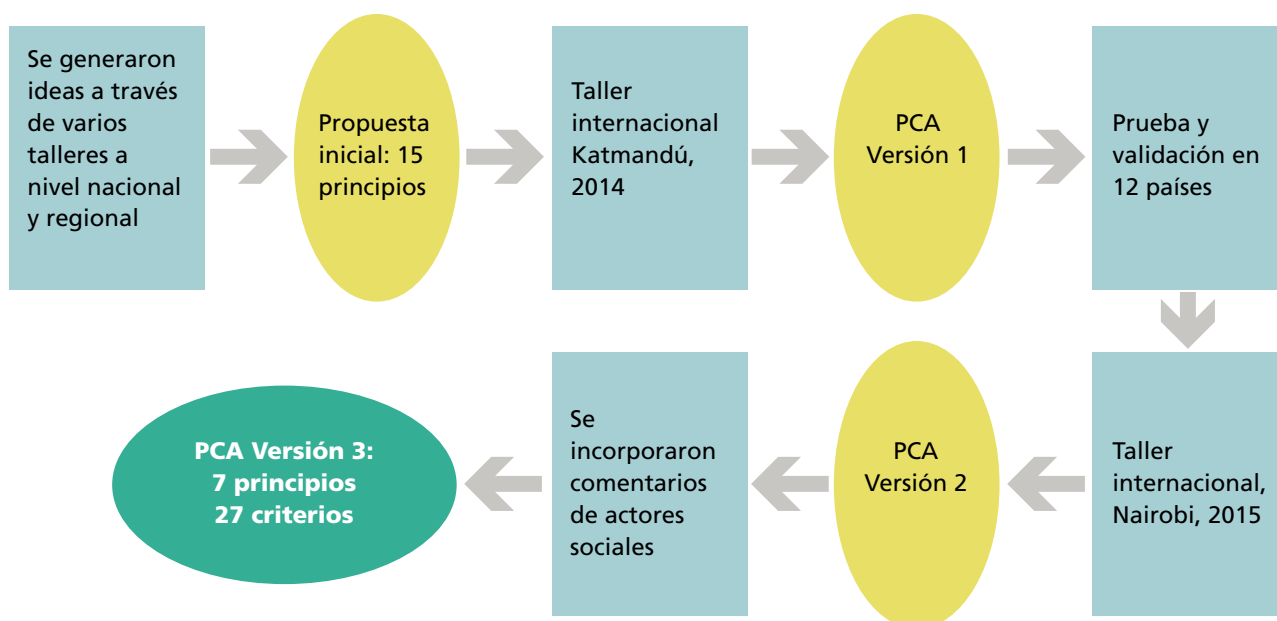 Se generaron
ideas a través
de varios
talleres a
nivel nacional
y regional
Propuesta
inicial: 15
principios
Taller
internacional
Katmandú,
2014
PCA
Versión 1
Prueba y
validación en
12 países
Taller
internacional,
Nairobi, 2015
PCA
Versión 2
Se
incorporaron
comentarios
de actores
sociales
PCA Versión 3:
7 principios
27 criterios